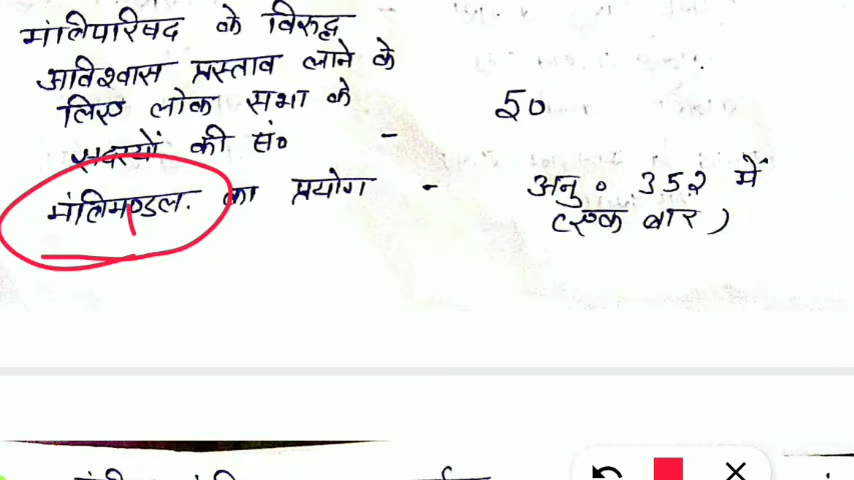 मंत्रिपरिषद के विरुद्ध
अविश्वास प्रस्ताव लाने के
लिए लोक सभा के
सदस्यों की सं० - 50
मंत्रिमण्डल. का प्रयोग - अनु० 352 में
(एक बार)